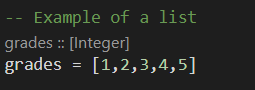 -- Example of a list
grades :: [Integer]
grades = [1,2,3,4,5]